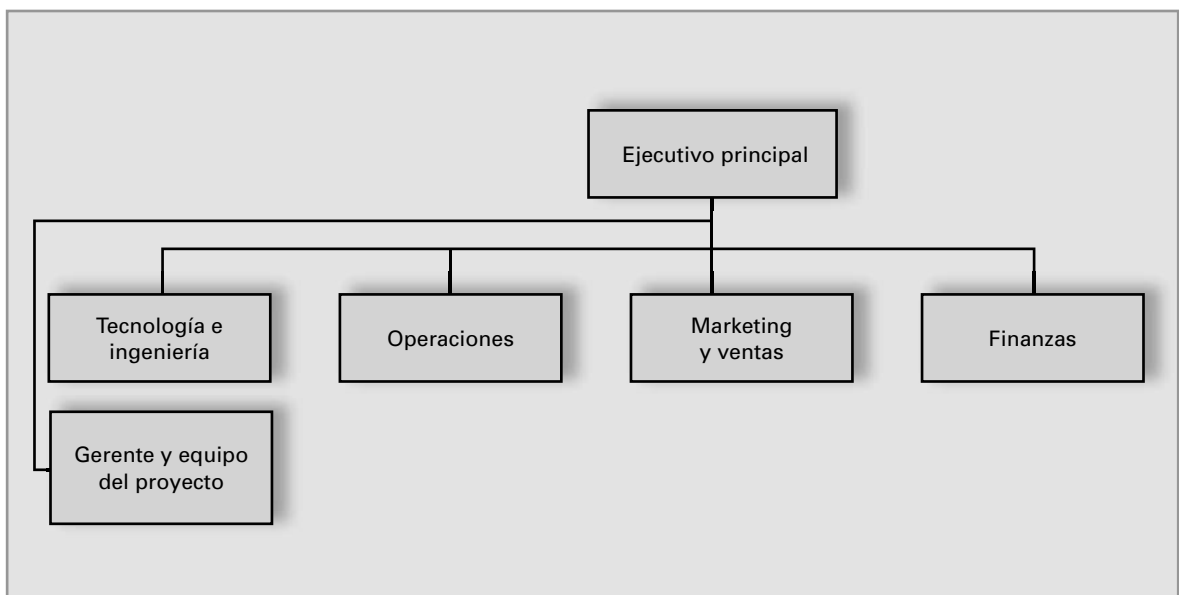 Ejecutivo principal
Tecnología e
ingeniería
Operaciones
Marketing
y ventas
Finanzas
Gerente y equipo
del proyecto